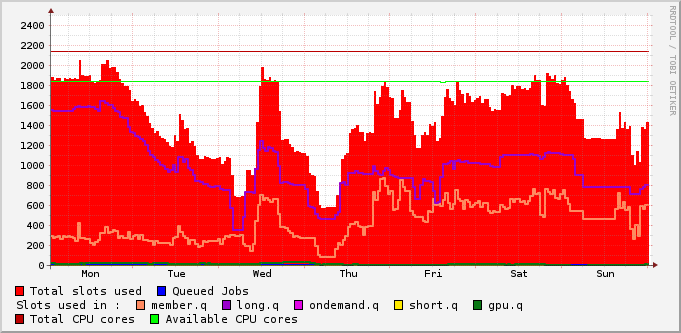 RRDTOOL / TOBI OETIKER
2400
2200
2000
1800
1600
1400
1200
1000
800
600
400
200
0
Mon Tue Wed Thu Fri Sat Sun
Total slots used Queued Jobs
Slots used in : member.q long.q ondemand.q short.q gpu.q
Total CPU cores Available CPU cores